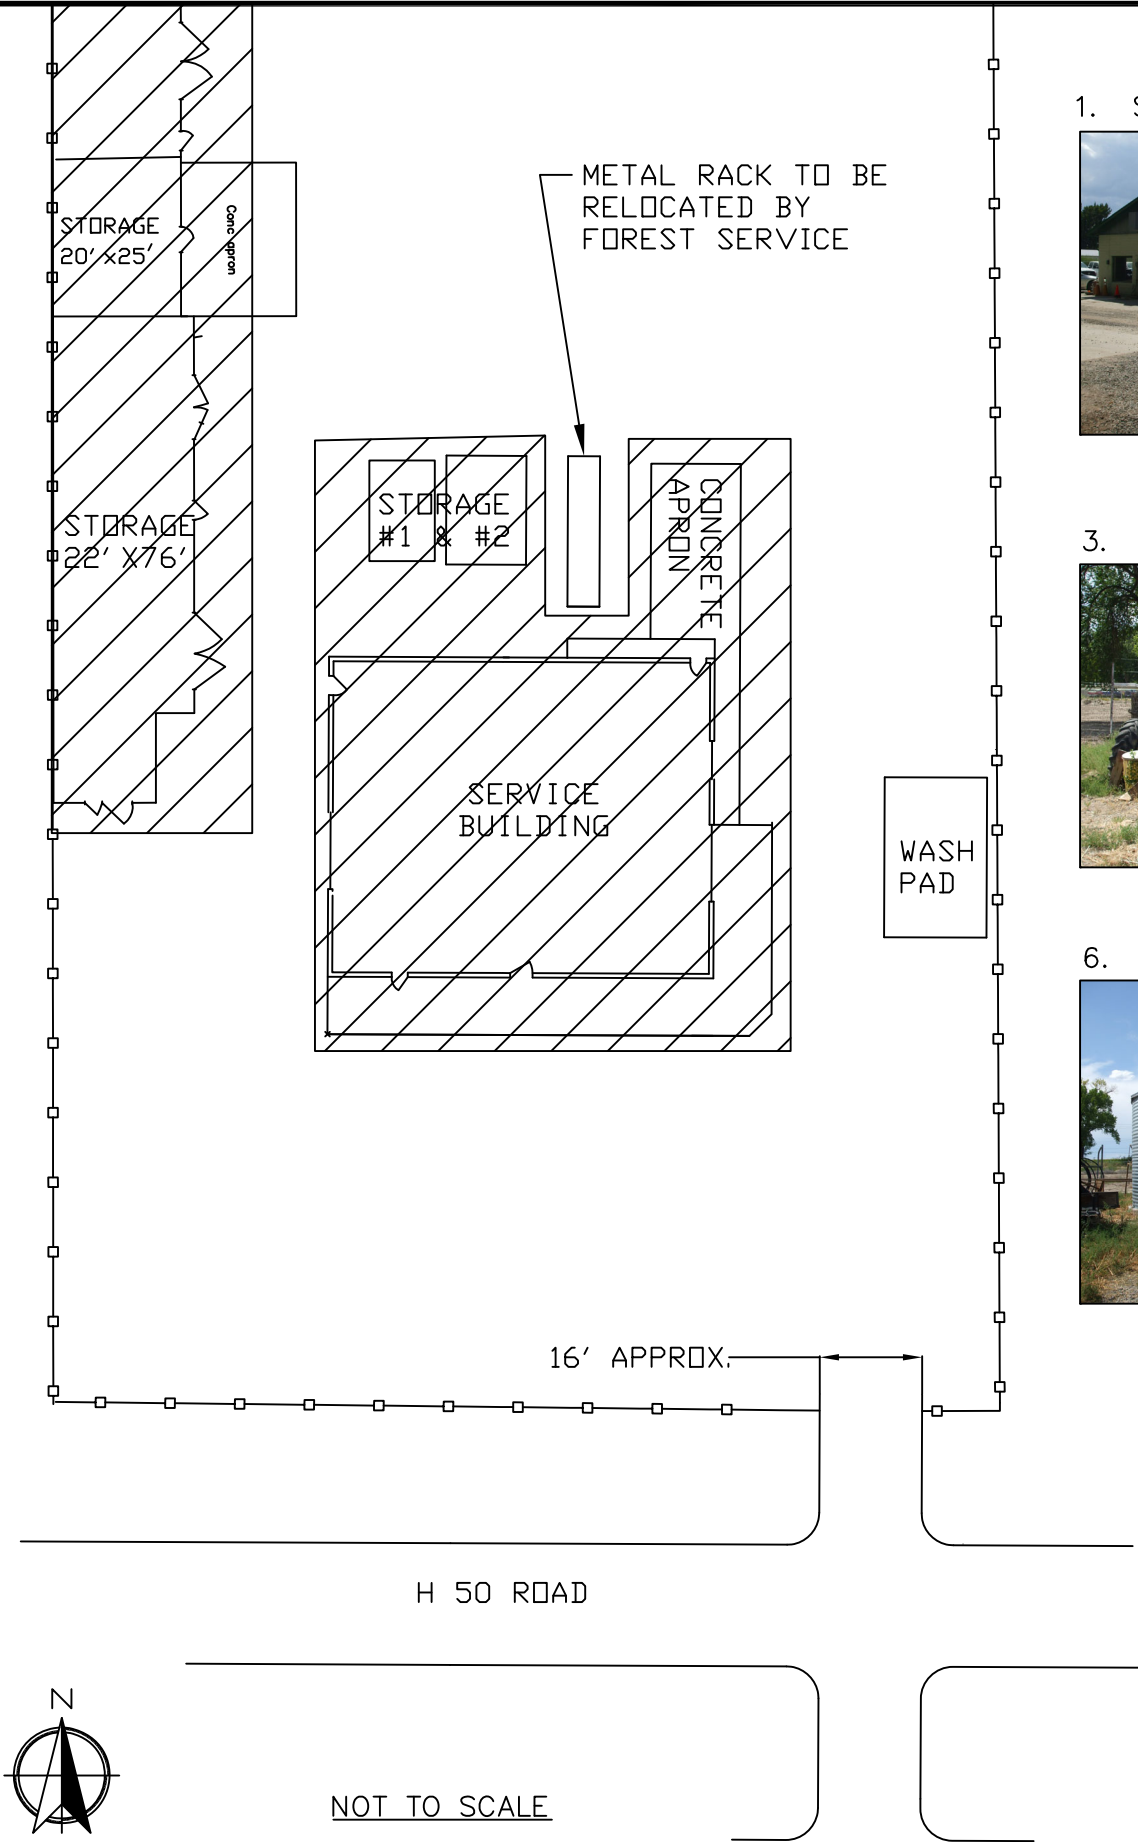 1. S
METAL RACK TO BE
RELOCATED BY
FOREST SERVICE
STORAGE
20' x25'
Conc apron
STORAGE
22' X76'
STORAGE
#1 & #2
CONCRETE
APRON
3.
SERVICE
BUILDING
WASH
PAD
6.
16' APPROX.
H 50 ROAD
N
NOT TO SCALE